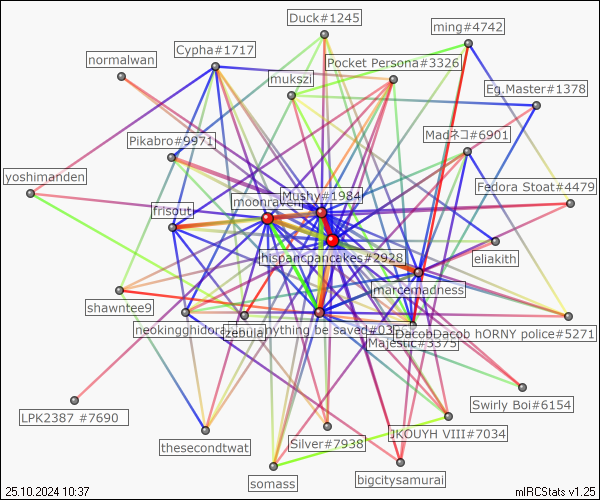 Duck#1245
ming#4742
Cypha#1717
normalwan
Pocket Persona#3326
mukszi
Eg.Master#1378
Madネコ#6901
Pikabro#9971
yoshimanden
Fedora Stoat#4479
Mushy#1984
moonraven
frisout
eliakith
hispancpancakes#2928
marcemadness
shawntee9
neokingghidora
anything be saved#03
zebular
DacobDacob hORNY police#5271
Majestic#3375
Swirly Boi#6154
LPK2387 #7690
JKOUYH VIII#7034
Silver#7938
thesecondtwat
bigcitysamurai
somass
25.10.2024 10:37
mIRCStats v1.25